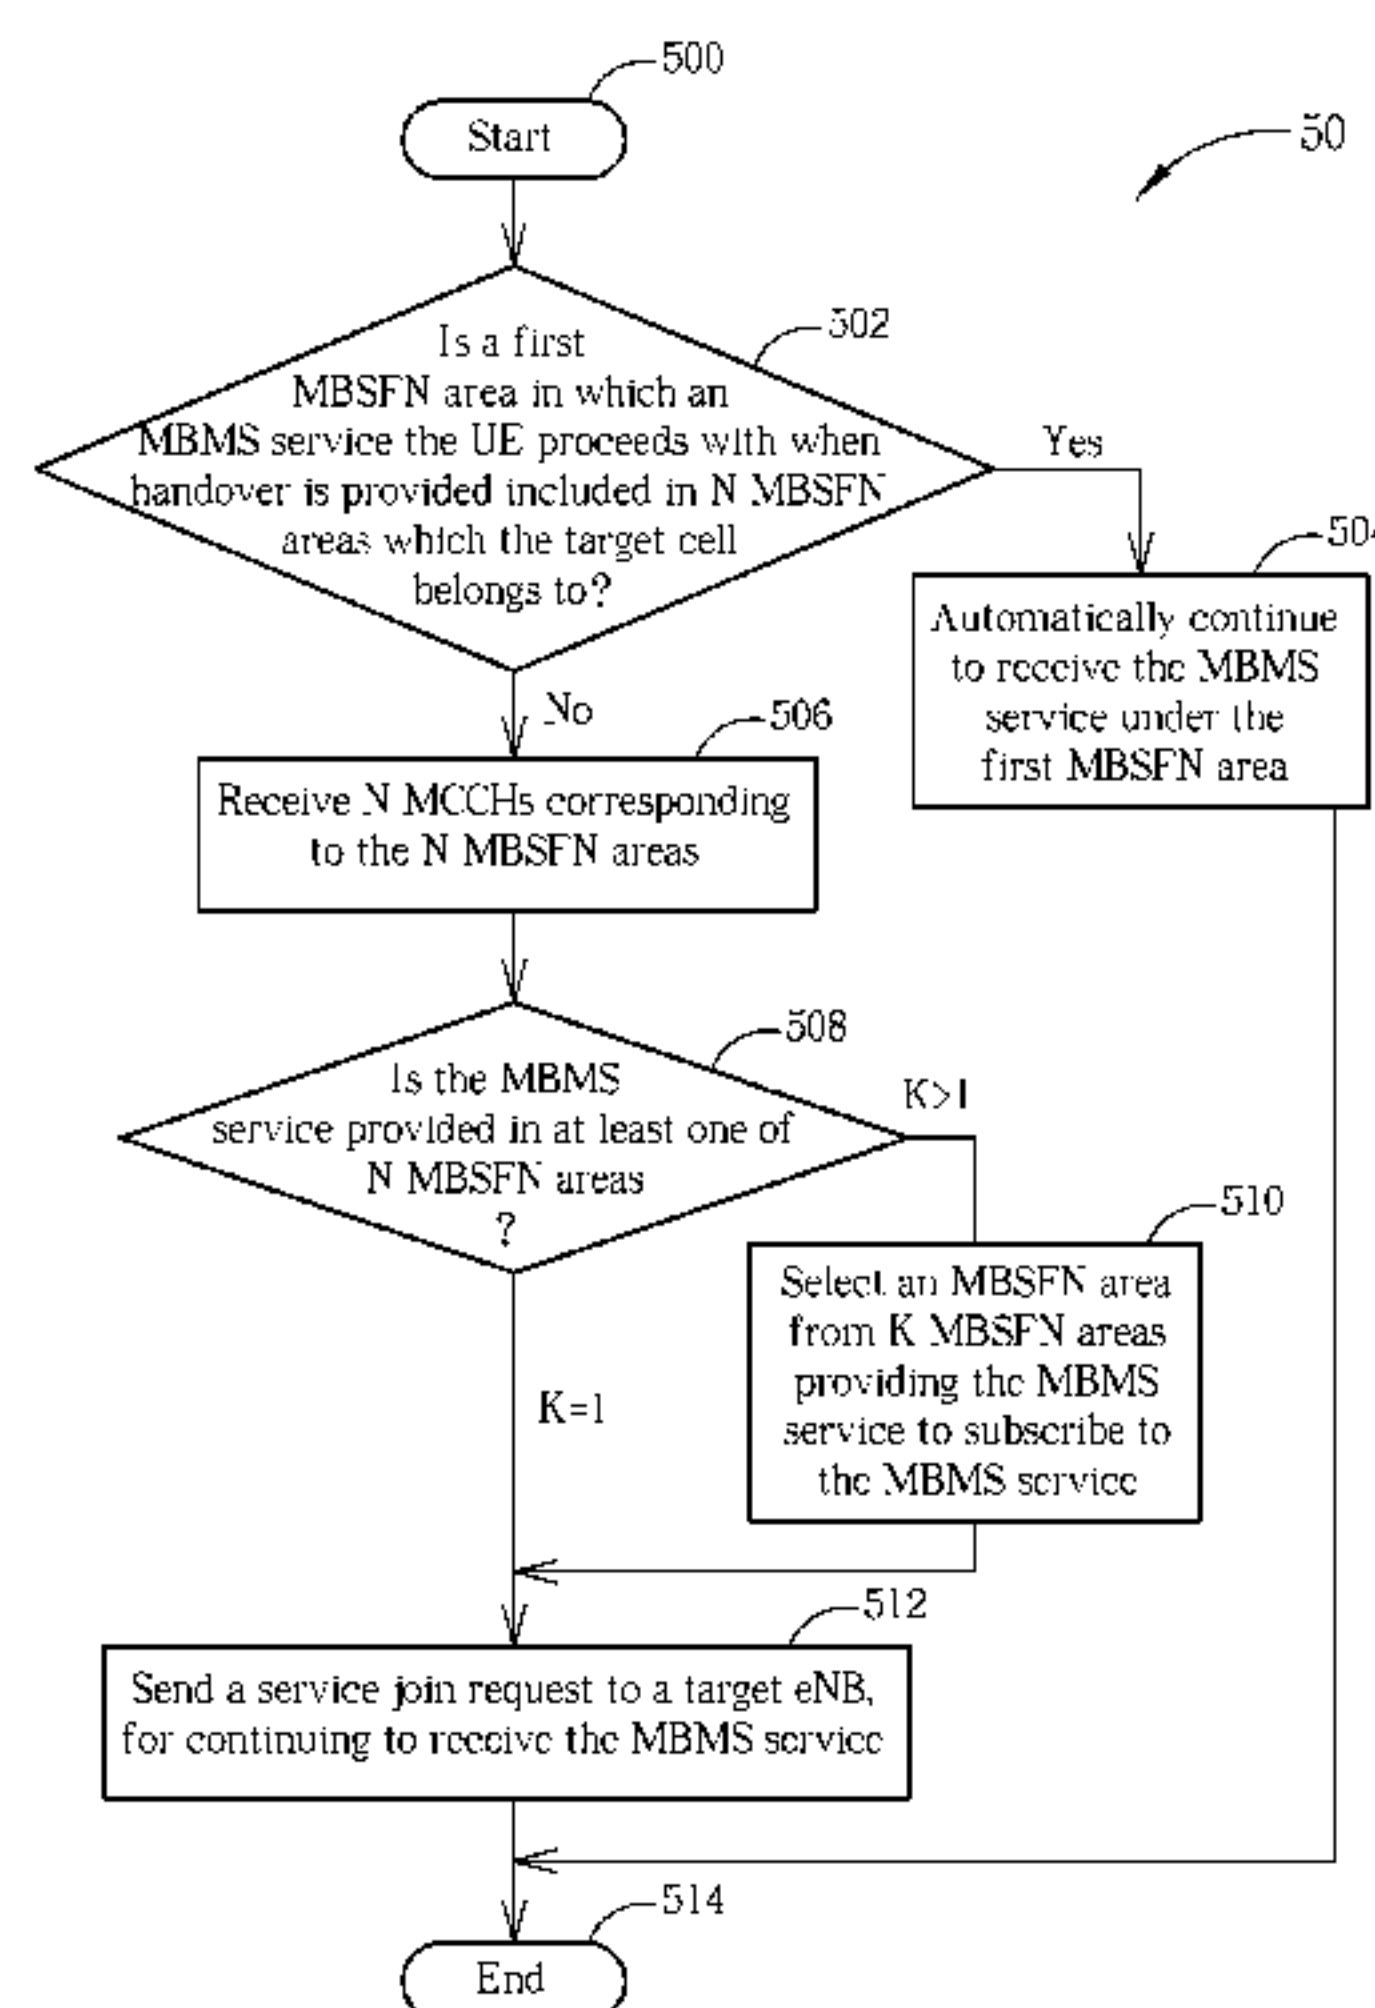 500
Start
50
502
Is a first
MBSFN area in which an
MBMS service the UE proceeds with when
handover is provided included in N MBSFN
areas which the target cell
belongs to?
Yes
504
Automatically continue
to receive the MBMS
service under the
first MBSFN area
No
506
Receive N MCCHs corresponding
to the N MBSFN areas
508
Is the MBMS
service provided in at least one of
N MBSFN areas
?
K>1
510
Select an MBSFN area
from K MBSFN areas
providing the MBMS
service to subscribe to
the MBMS service
K=1
512
Send a service join request to a target eNB,
for continuing to receive the MBMS service
514
End